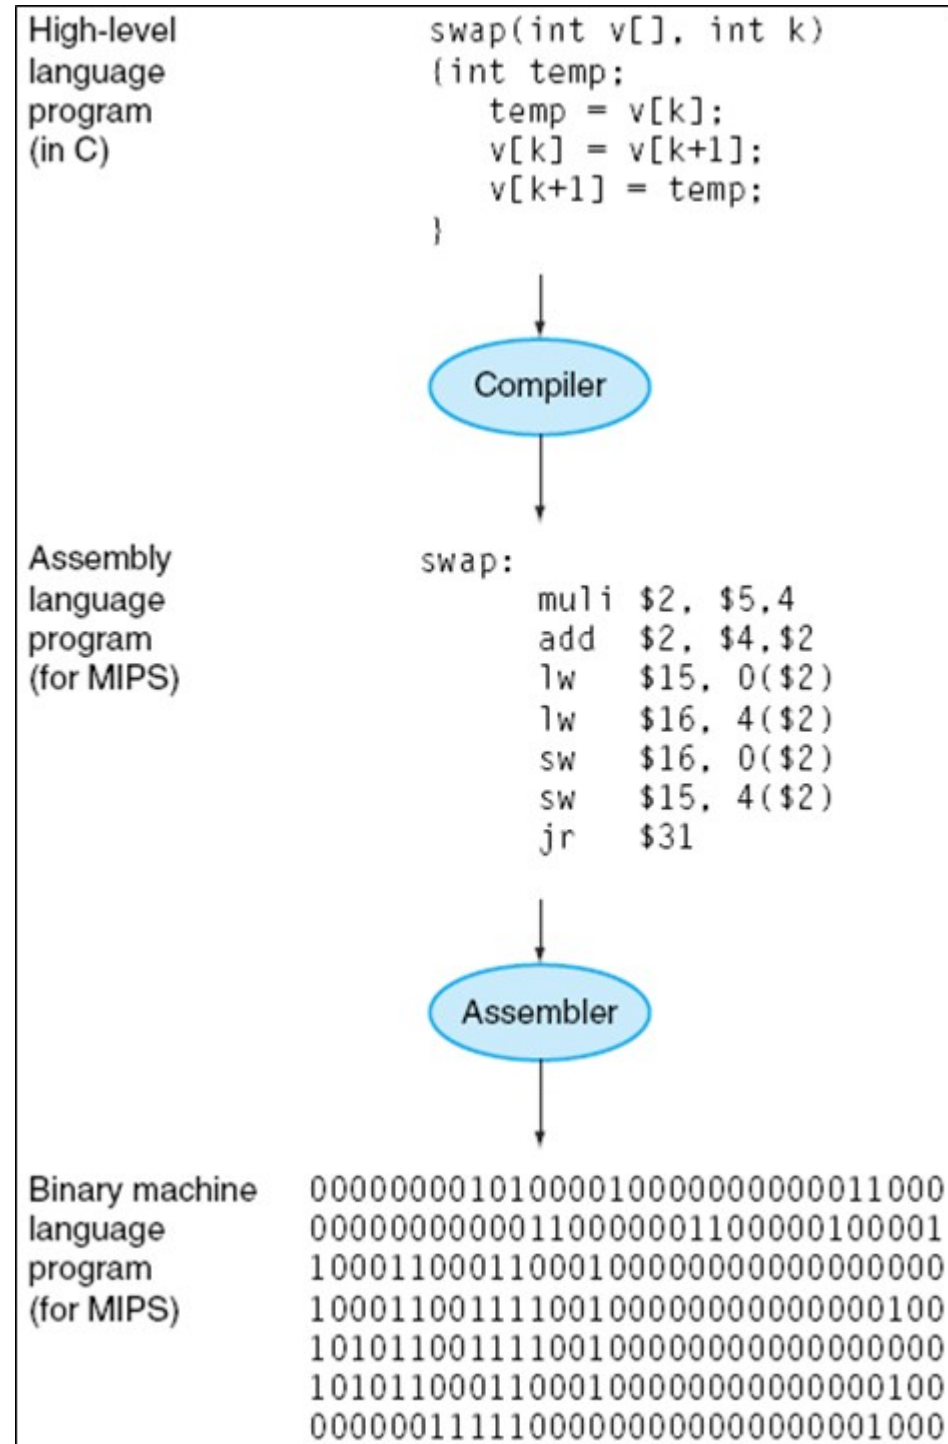 High-level
language
program
(in C)
swap(int v[], int k)
{int temp;
temp = v[k];
v[k] = v[k+1];
v[k+1] = temp;
}
Compiler
Assembly
language
program
(for MIPS)
swap:
muli $2, $5,4
add $2, $4,$2
lw $15, 0($2)
lw $16, 4($2)
sw $16, 0($2)
sw $15, 4($2)
jr $31
Assembler
Binary machine
language
program
(for MIPS)
00000000101000010000000000011000
00000000000110000001100000100001
10001100011000100000000000000000
10001100111100100000000000000100
10101100111100100000000000000000
10101100011000100000000000000100
00000011111000000000000000001000